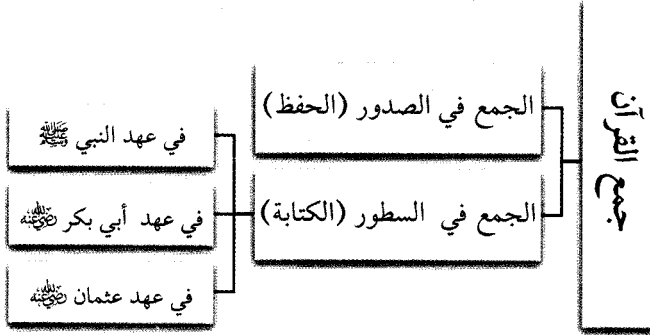 جمع القرآن
الجمع في الصدور (الحفظ)
الجمع في السطور (الكتابة)
في عهد النبي ﷺ
في عهد أبي بكر رضي الله عنه
في عهد عثمان رضي الله عنه